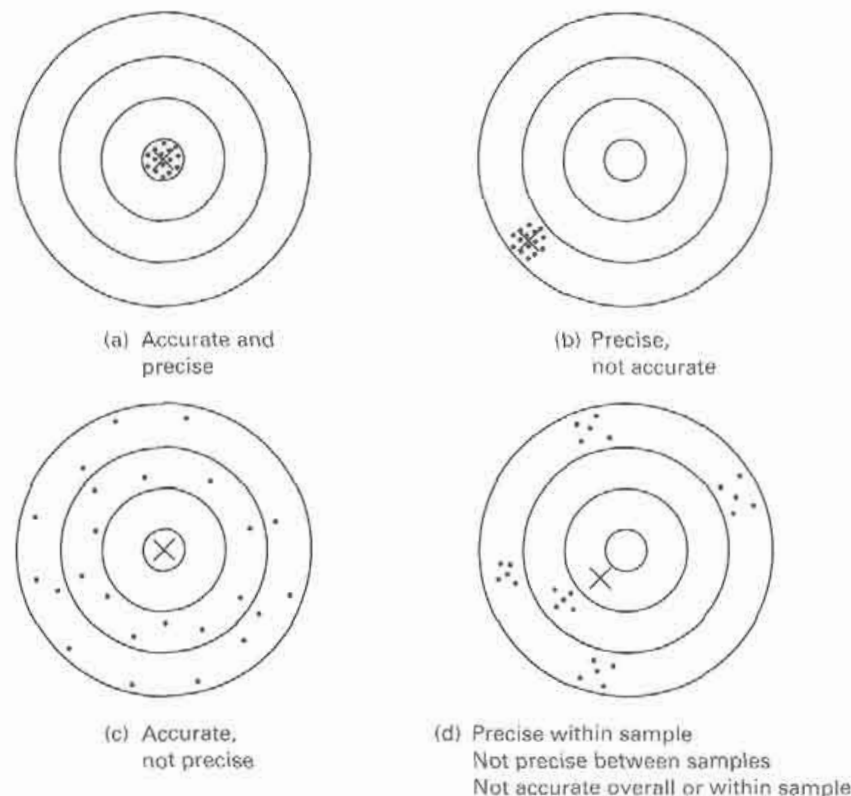 (a) Accurate and
precise
(b) Precise,
not accurate
(c) Accurate,
not precise
(d) Precise within sample
Not precise between samples
Not accurate overall or within sample